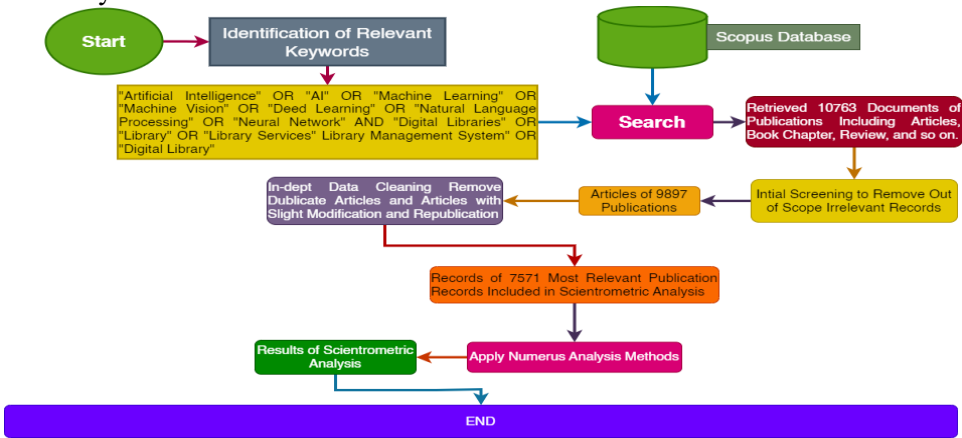 Start
Identification of Relevant
Keywords
Scopus Database
"Artificial Intelligence" OR "AI" OR "Machine Learning" OR
"Machine Vision" OR "Deed Learning" OR "Natural Language
Processing" OR "Neural Network" AND "Digital Libraries" OR
"Library" OR "Library Services" Library Management System" OR
"Digital Library"
Search
Retrieved 10763 Documents of
Publications Including Articles,
Book Chapter, Review, and so on.
Intial Screening to Remove Out
of Scope Irrelevant Records
Articles of 9897
Publications
In-dept Data Cleaning Remove
Dublicate Articles and Articles with
Slight Modification and Republication
Records of 7571 Most Relevant Publication
Records Included in Scientrometric Analysis
Apply Numerus Analysis Methods
Results of Scientrometric
Analysis
END